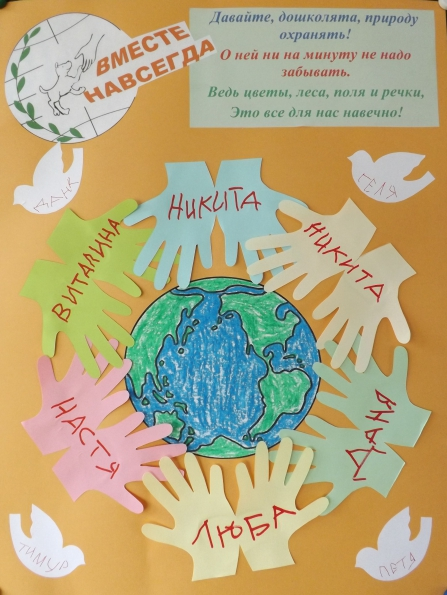 ВМЕСТЕ
НАВСЕГДА
Давайте, дошколята, природу
охранять!
О ней ни на минуту не надо
забывать.
Ведь цветы, леса, поля и речки,
Это все для нас навечно!
ДАНК
ГЕЛЯ
НИКИТА
ВИТАЛИНА
НИКИТА
НАСТЯ
ДАНЯ
ЛЮБА
ТИМУР
ПЕТЯ